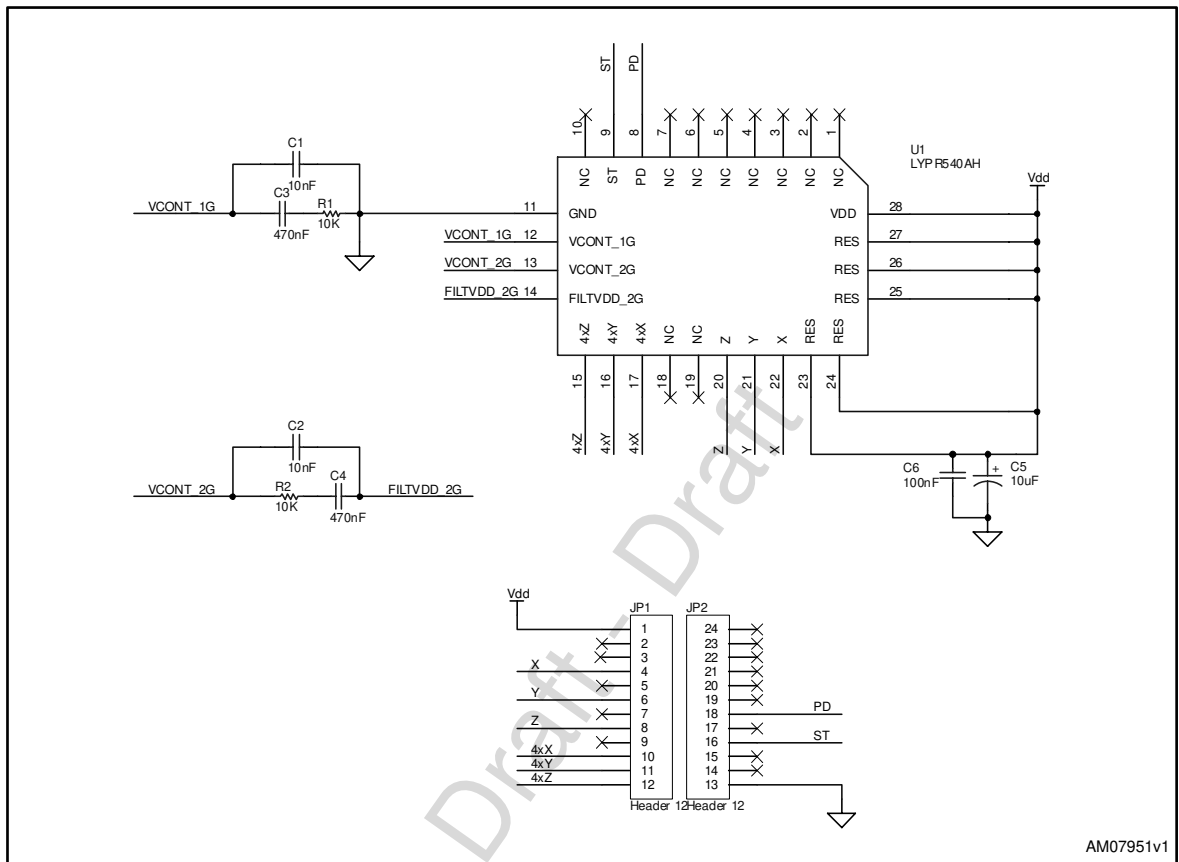 ST
PD
10
9
8
7
6
5
4
3
2
1
NC
ST
PD
NC
NC
NC
NC
NC
NC
NC
U1
LYPR540AH
Vdd
C1
10nF
C3
470nF
R1
10K
VCONT_1G
11
GND
VDD
28
VCONT_1G
12
VCONT_1G
RES
27
VCONT_2G
13
VCONT_2G
RES
26
FILTVDD_2G
14
FILTVDD_2G
RES
25
4xZ
4xY
4xX
NC
NC
Z
Y
X
RES
RES
15
16
17
18
19
20
21
22
23
24
4xZ
4xY
4xX
Z
Y
X
C2
10nF
R2
10K
C4
470nF
VCONT_2G
FILTVDD_2G
C6
100nF
+
C5
10uF
Draft - Draft
Vdd
JP1
JP2
1
2
3
X
4
5
Y
6
7
Z
8
9
4xX
10
4xY
11
4xZ
12
Header 12
24
23
22
21
20
19
18
PD
17
16
ST
15
14
13
Header 12
AM07951v1